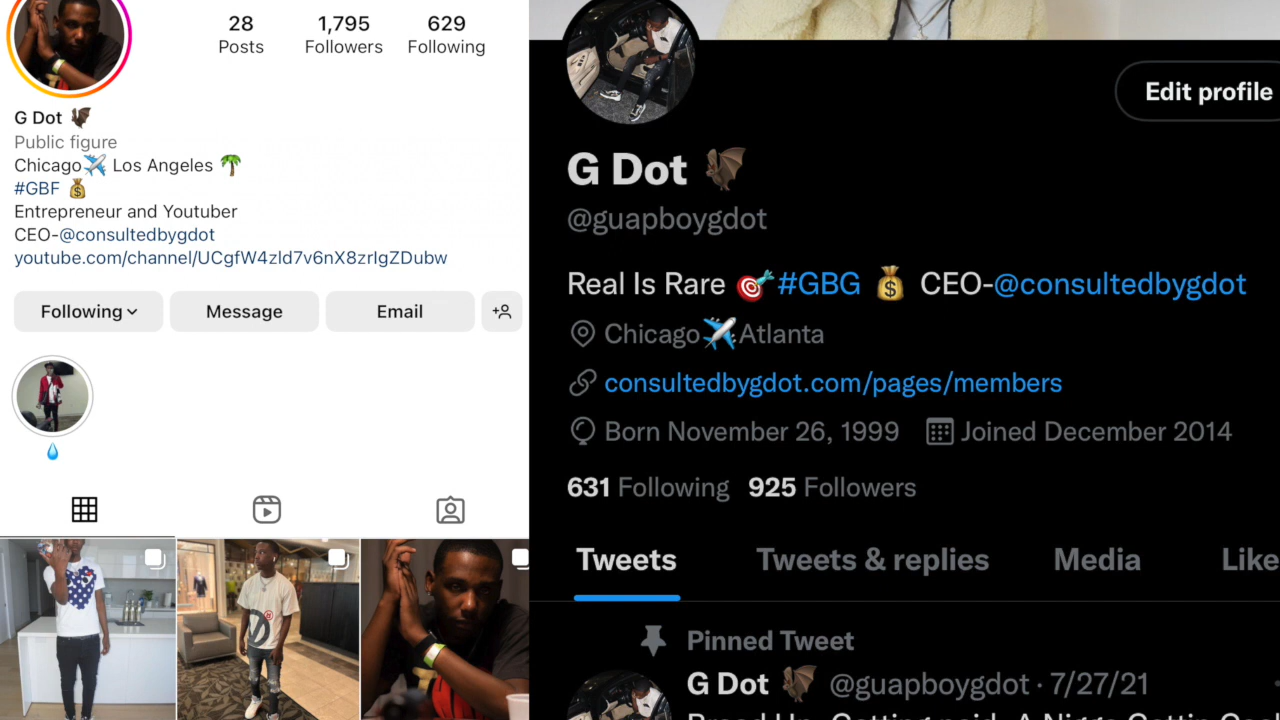 28
Posts
1,795
Followers
629
Following
G Dot 🦇
Public figure
Chicago✈️ Los Angeles 🌴
#GBF 💰
Entrepreneur and Youtuber
CEO-@consultedbygdot
youtube.com/channel/UCgfW4zld7v6nX8zrIgZDubw
Following
Message
Email
💧
Edit profile
G Dot 🦇
@guapboygdot
Real Is Rare 🎯#GBG 💰 CEO-@consultedbygdot
Chicago✈️Atlanta
consultedbygdot.com/pages/members
Born November 26, 1999 Joined December 2014
631 Following 925 Followers
Tweets Tweets & replies Media Like
Pinned Tweet
G Dot 🦇 @guapboygdot · 7/27/21